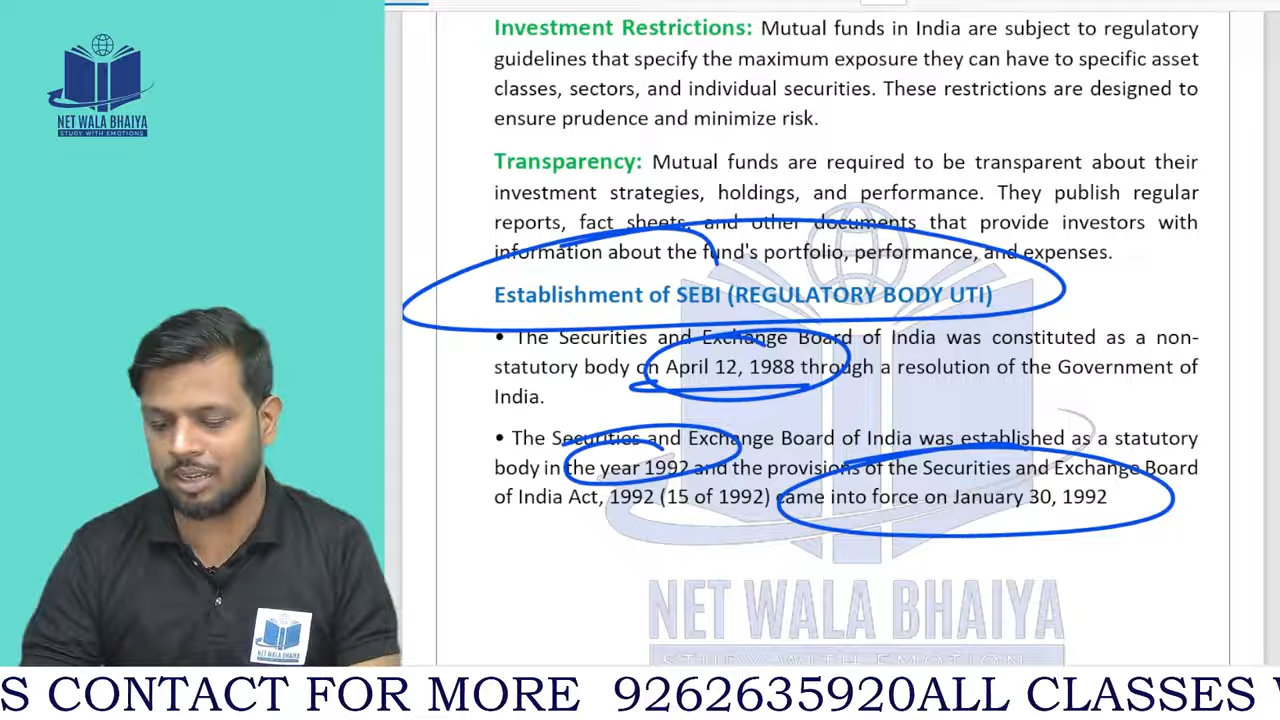 NET WALA BHAIYA
STUDY WITH EMOTIONS
Investment Restrictions: Mutual funds in India are subject to regulatory
guidelines that specify the maximum exposure they can have to specific asset
classes, sectors, and individual securities. These restrictions are designed to
ensure prudence and minimize risk.
Transparency: Mutual funds are required to be transparent about their
investment strategies, holdings, and performance. They publish regular
reports, fact sheets, and other documents that provide investors with
information about the fund's portfolio, performance, and expenses.
Establishment of SEBI (REGULATORY BODY UTI)
• The Securities and Exchange Board of India was constituted as a non-
statutory body on April 12, 1988 through a resolution of the Government of
India.
• The Securities and Exchange Board of India was established as a statutory
body in the year 1992 and the provisions of the Securities and Exchange Board
of India Act, 1992 (15 of 1992) came into force on January 30, 1992
NET WALA BHAIYA
STUDY WITH EMOTION
S CONTACT FOR MORE 9262635920ALL CLASSES